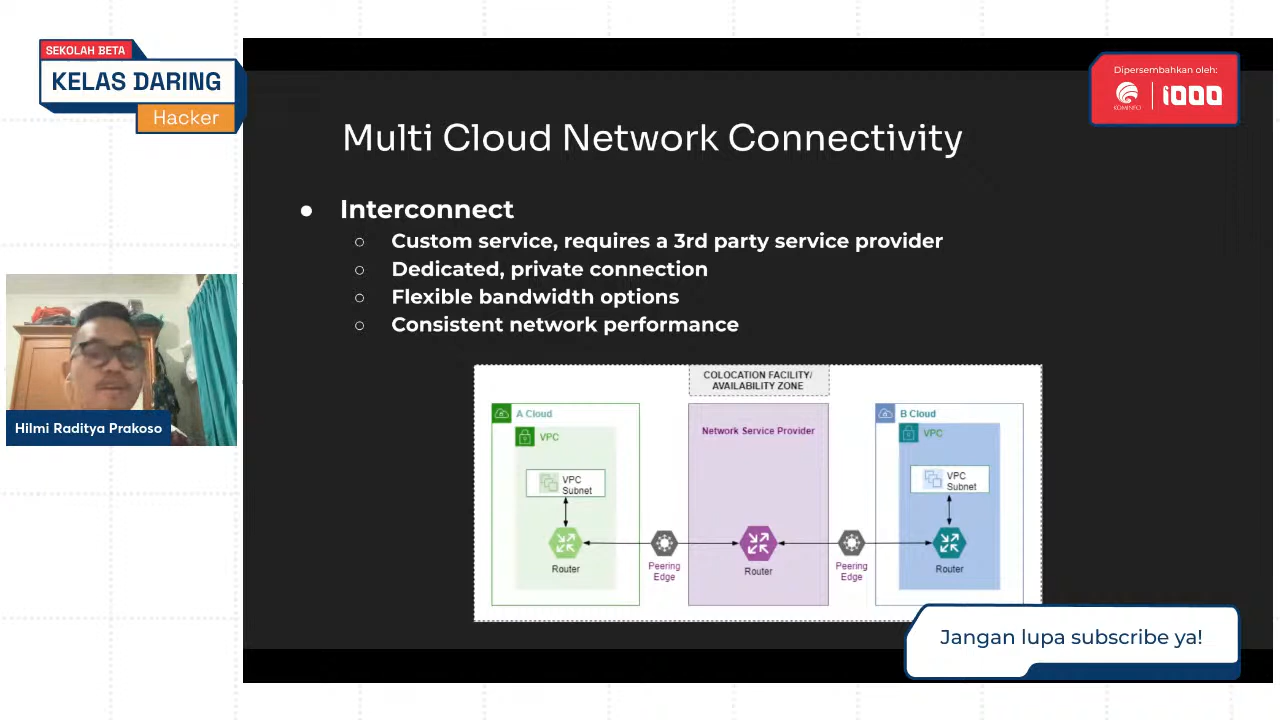 SEKOLAH BETA
KELAS DARING
Hacker
Dipersembahkan oleh:
KOMINFO
1000
Multi Cloud Network Connectivity
● Interconnect
○ Custom service, requires a 3rd party service provider
○ Dedicated, private connection
○ Flexible bandwidth options
○ Consistent network performance
COLOCATION FACILITY/
AVAILABILITY ZONE
A Cloud
VPC
VPC
Subnet
Router
Peering
Edge
Network Service Provider
Router
Peering
Edge
B Cloud
VPC
VPC
Subnet
Router
Hilmi Raditya Prakoso
Jangan lupa subscribe ya!